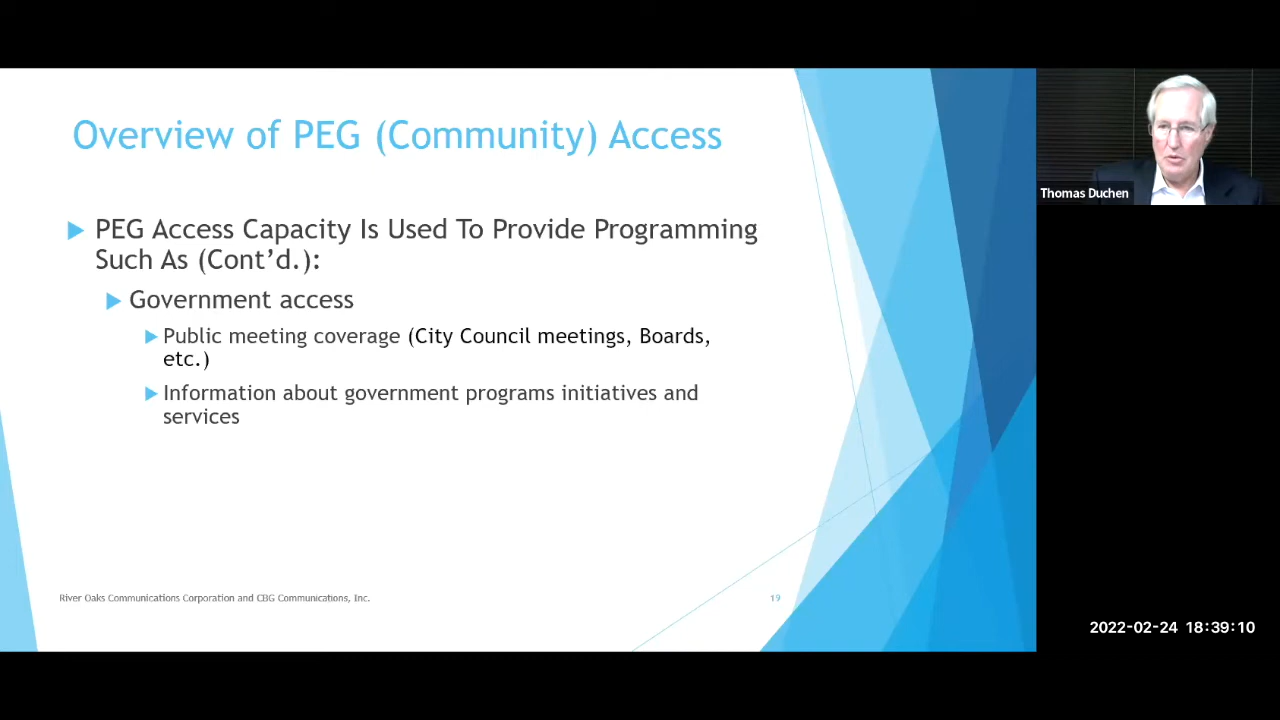 Overview of PEG (Community) Access
PEG Access Capacity Is Used To Provide Programming
Such As (Cont’d.):
Government access
Public meeting coverage (City Council meetings, Boards,
etc.)
Information about government programs initiatives and
services
River Oaks Communications Corporation and CBG Communications, Inc.
19
Thomas Duchen
2022-02-24 18:39:10